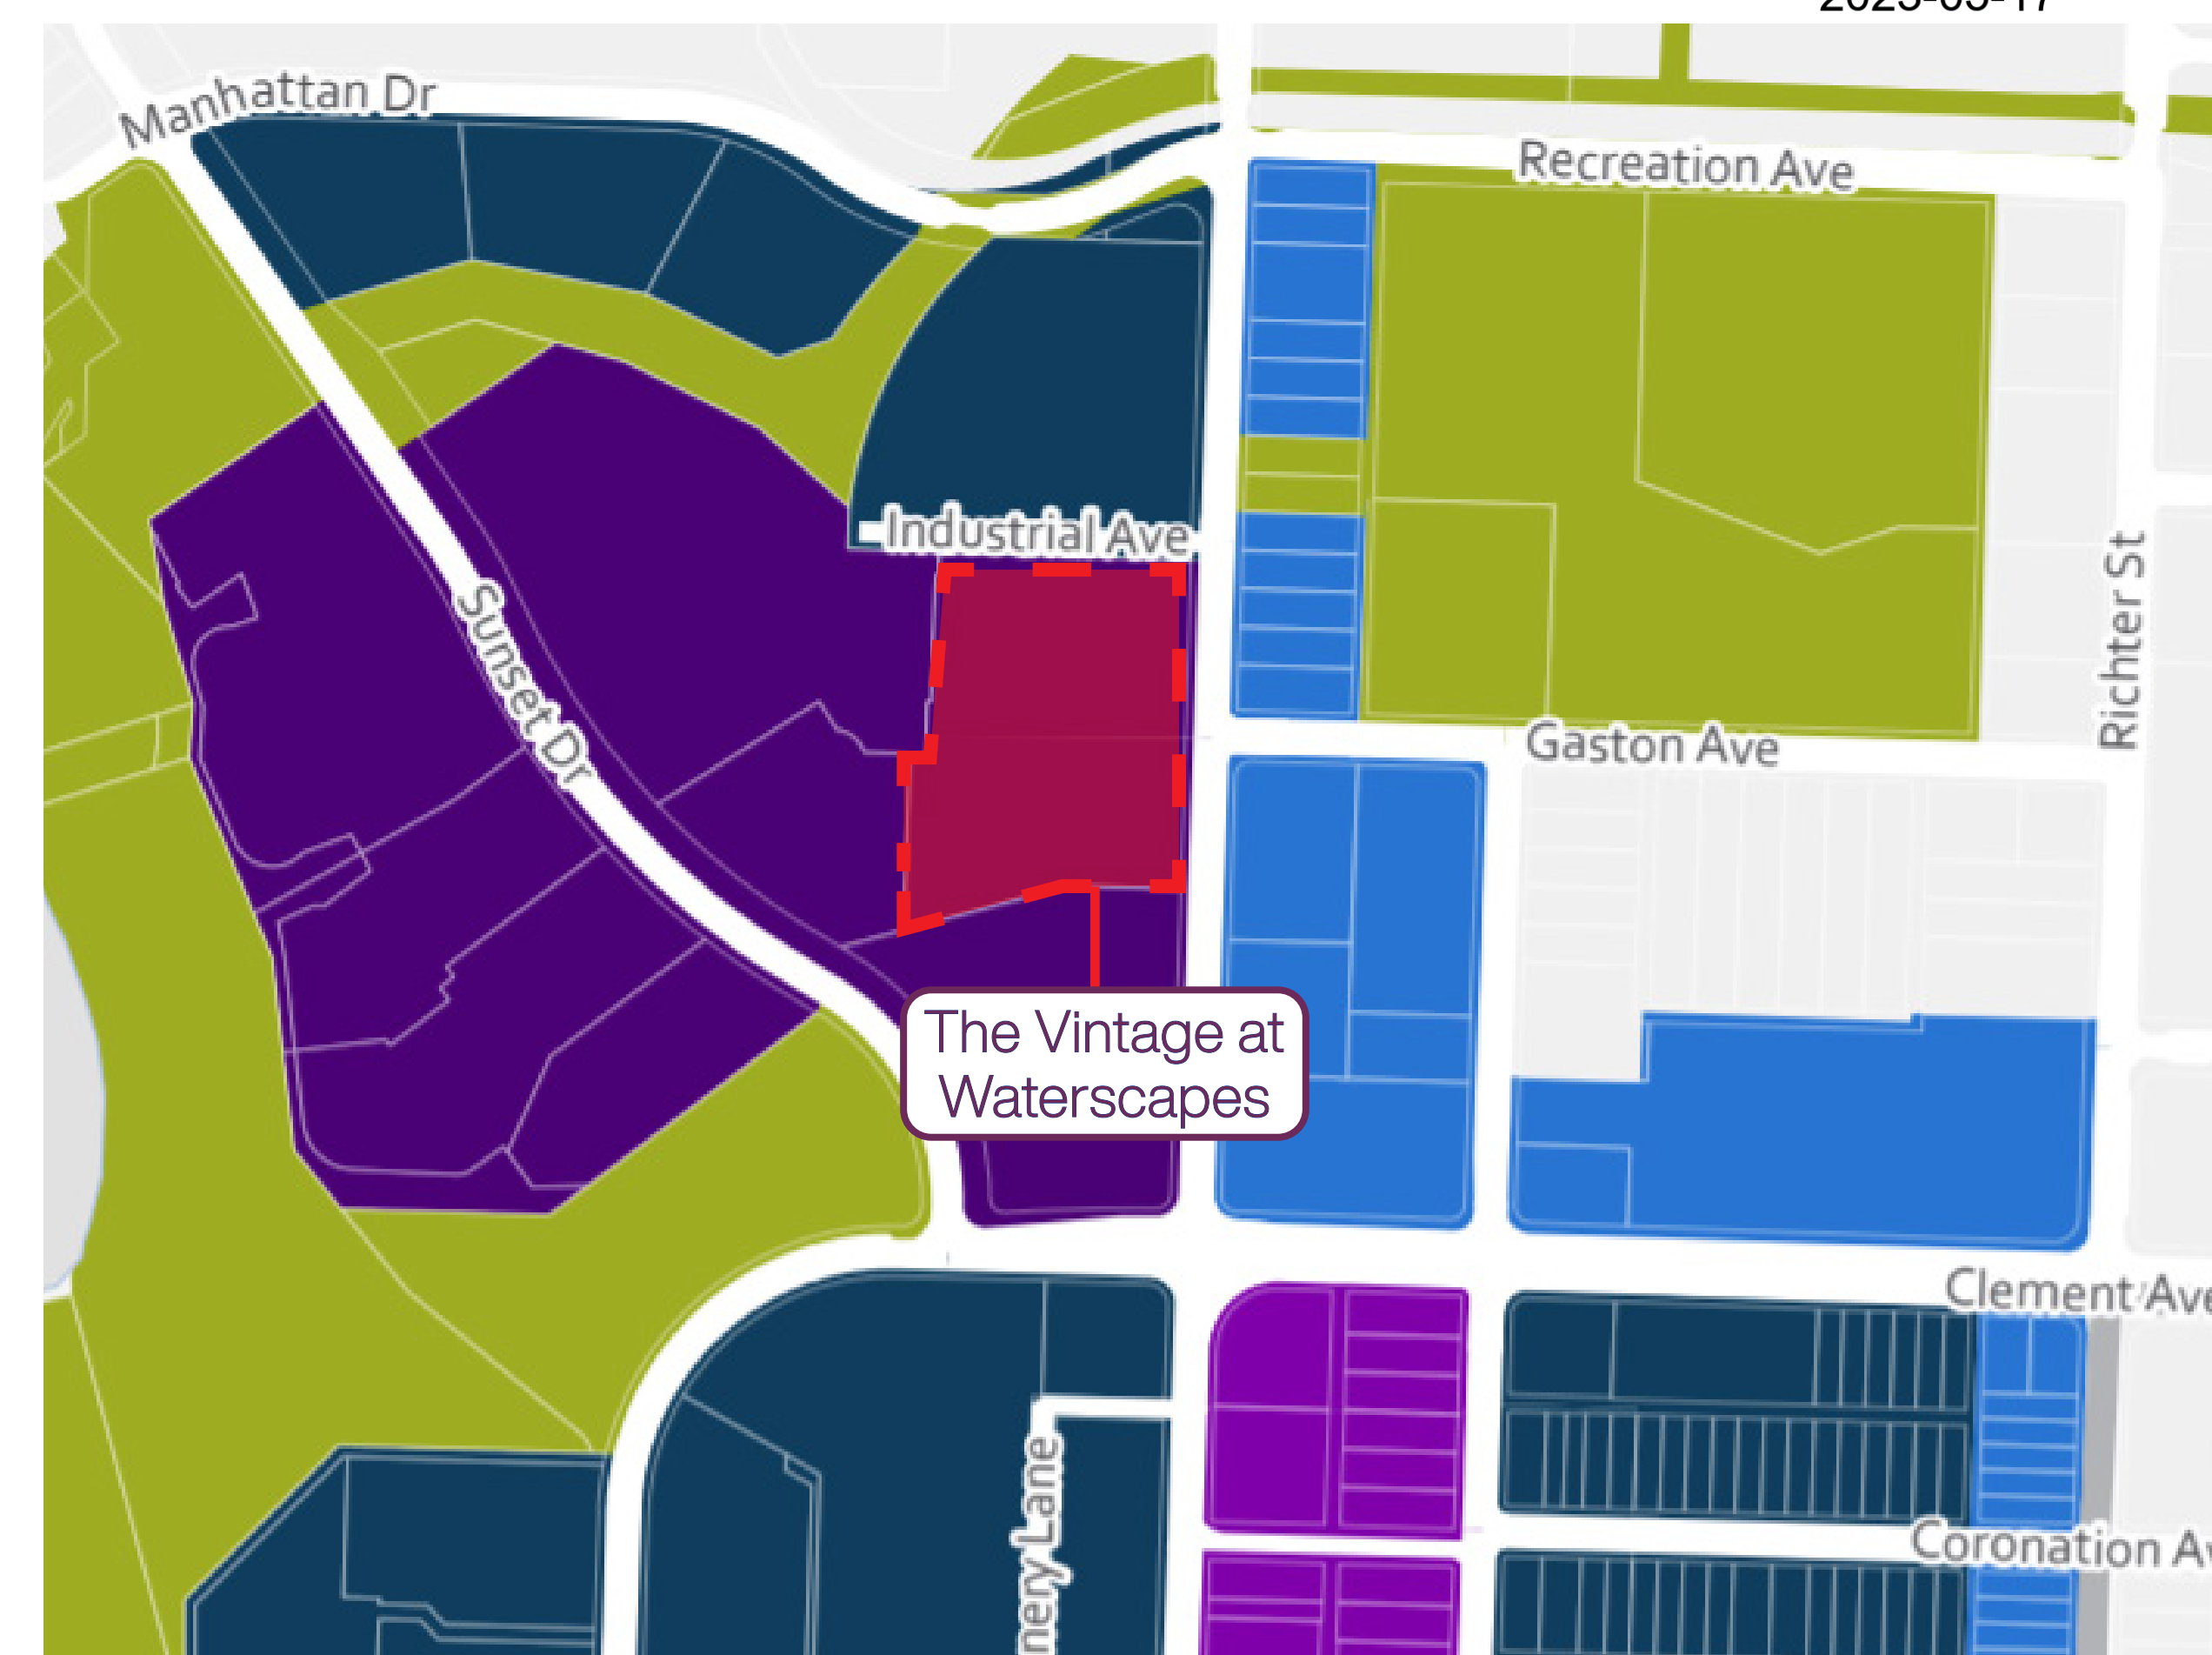 Manhattan Dr
Recreation Ave
Industrial Ave
Sunset Dr
Richter St
Gaston Ave
The Vintage at
Waterscapes
Clement Ave
nery Lane
Coronation Av